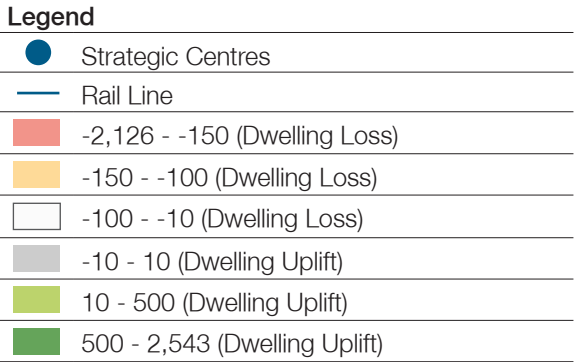 Legend
Strategic Centres
Rail Line
-2,126 - -150 (Dwelling Loss)
-150 - -100 (Dwelling Loss)
-100 - -10 (Dwelling Loss)
-10 - 10 (Dwelling Uplift)
10 - 500 (Dwelling Uplift)
500 - 2,543 (Dwelling Uplift)